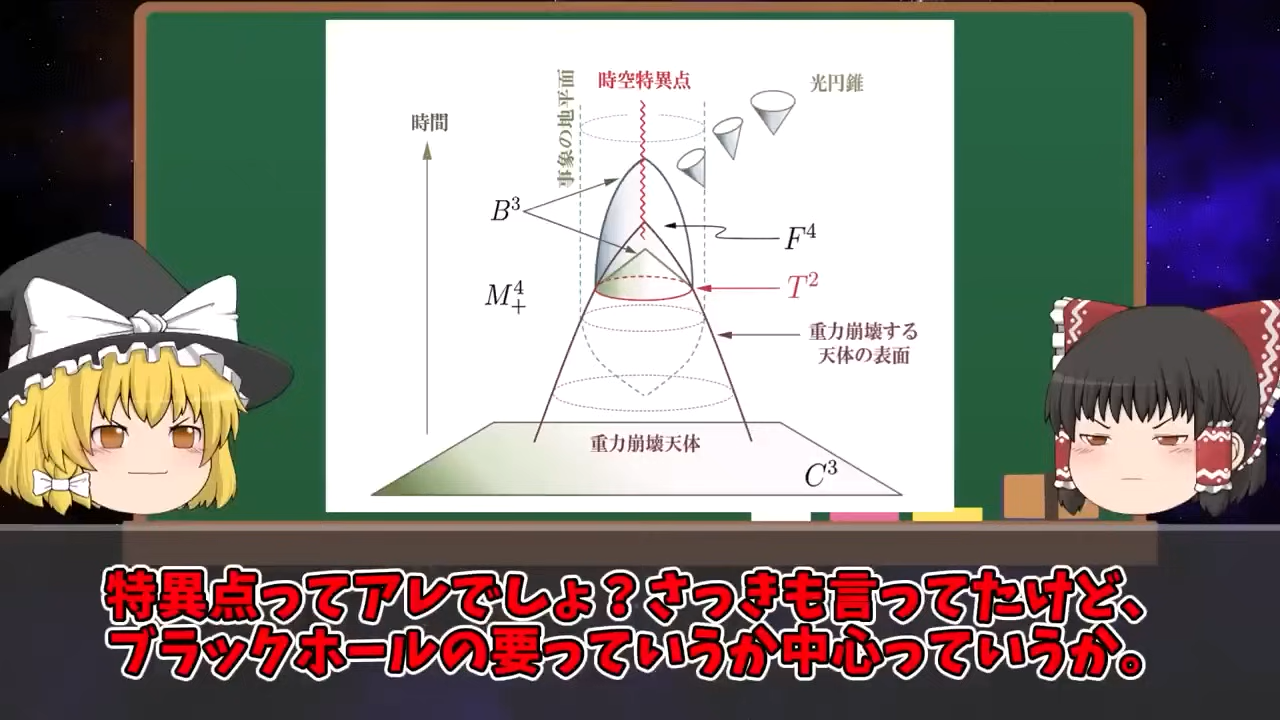 時空特異点
光円錐
事象の地平面
時間
B³
F⁴
M⁴₊
T²
重力崩壊する
天体の表面
重力崩壊天体
C³
特異点ってアレでしょ？さっきも言ってたけど、
ブラックホールの要っていうか中心っていうか。